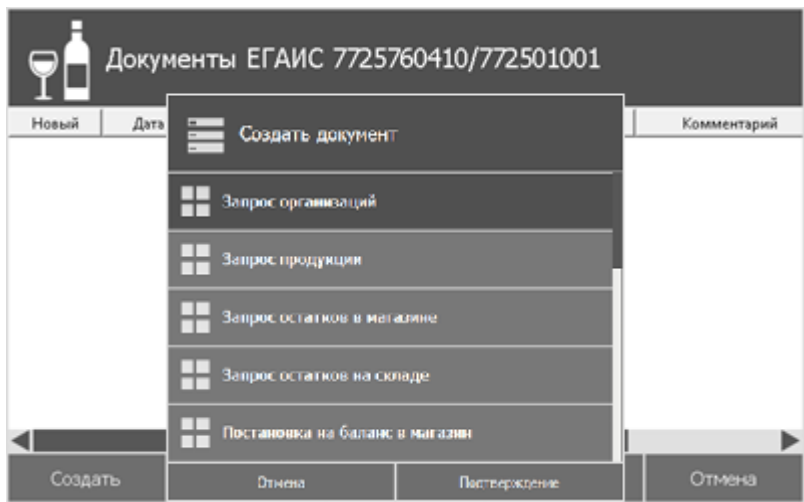 Документы ЕГАИС 7725760410/772501001
Новый Дата Комментарий
Создать документ
Запрос организаций
Запрос продукции
Запрос остатков в магазине
Запрос остатков на складе
Постановка на баланс в магазин
Отмена Подтверждение
Создать Отмена